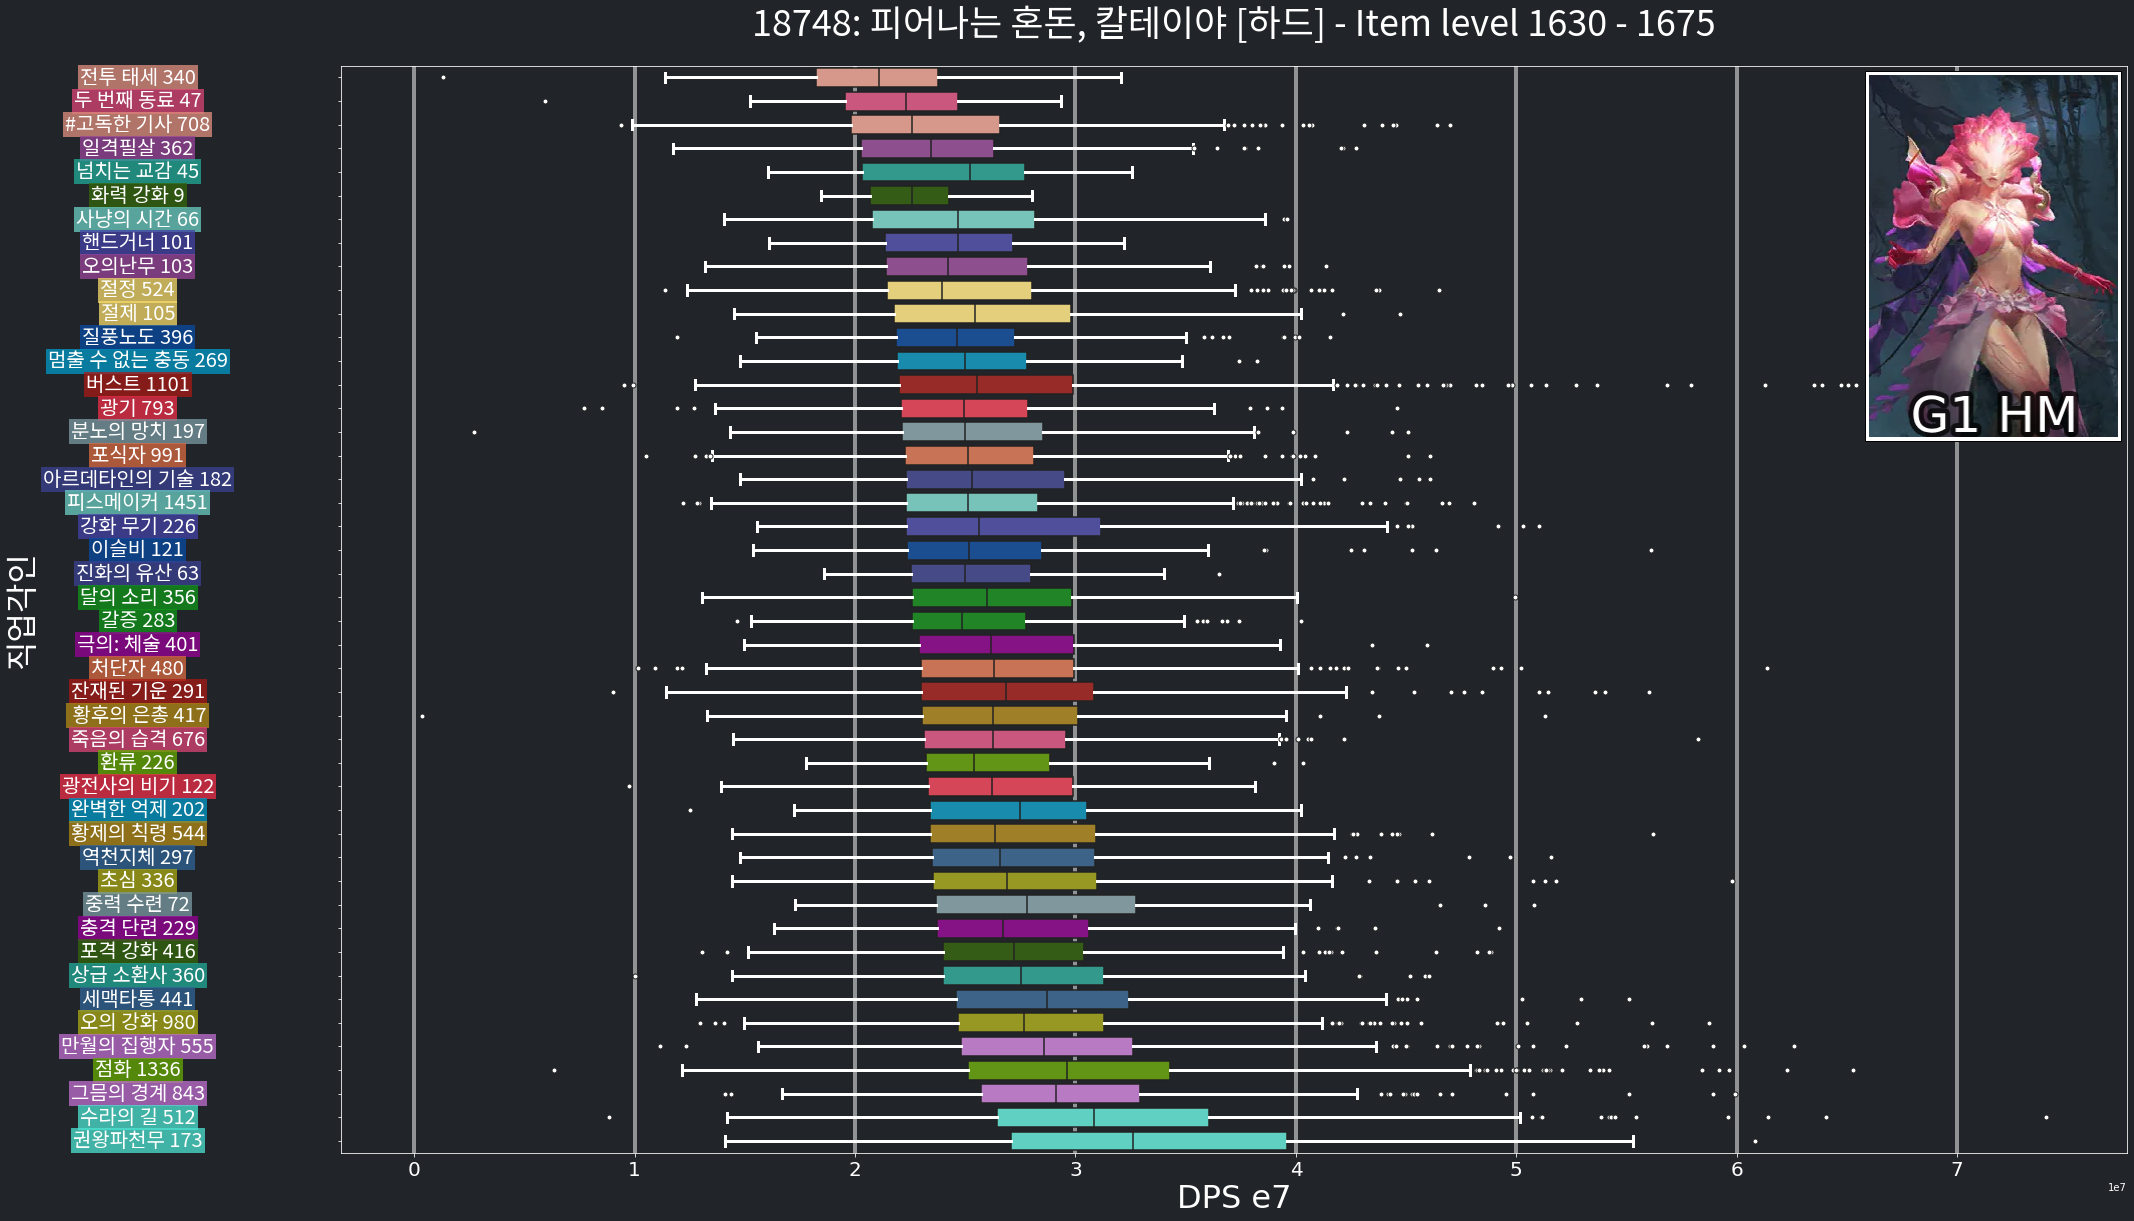 18748: 피어나는 혼돈, 칼테이야 [하드] - Item level 1630 - 1675
전투 태세 340
두 번째 동료 47
#고독한 기사 708
일격필살 362
넘치는 교감 45
화력 강화 9
사냥의 시간 66
핸드거너 101
오의난무 103
절정 524
절제 105
질풍노도 396
멈출 수 없는 충동 269
버스트 1101
광기 793
분노의 망치 197
포식자 991
아르데타인의 기술 182
피스메이커 1451
강화 무기 226
이슬비 121
진화의 유산 63
달의 소리 356
갈증 283
극의: 체술 401
처단자 480
잔재된 기운 291
황후의 은총 417
죽음의 습격 676
환류 226
광전사의 비기 122
완벽한 억제 202
황제의 칙령 544
역천지체 297
초심 336
중력 수련 72
충격 단련 229
포격 강화 416
상급 소환사 360
세맥타통 441
오의 강화 980
만월의 집행자 555
점화 1336
그믐의 경계 843
수라의 길 512
권왕파천무 173
직업각인
G1 HM
0 1 2 3 4 5 6 7
DPS e7
1e7